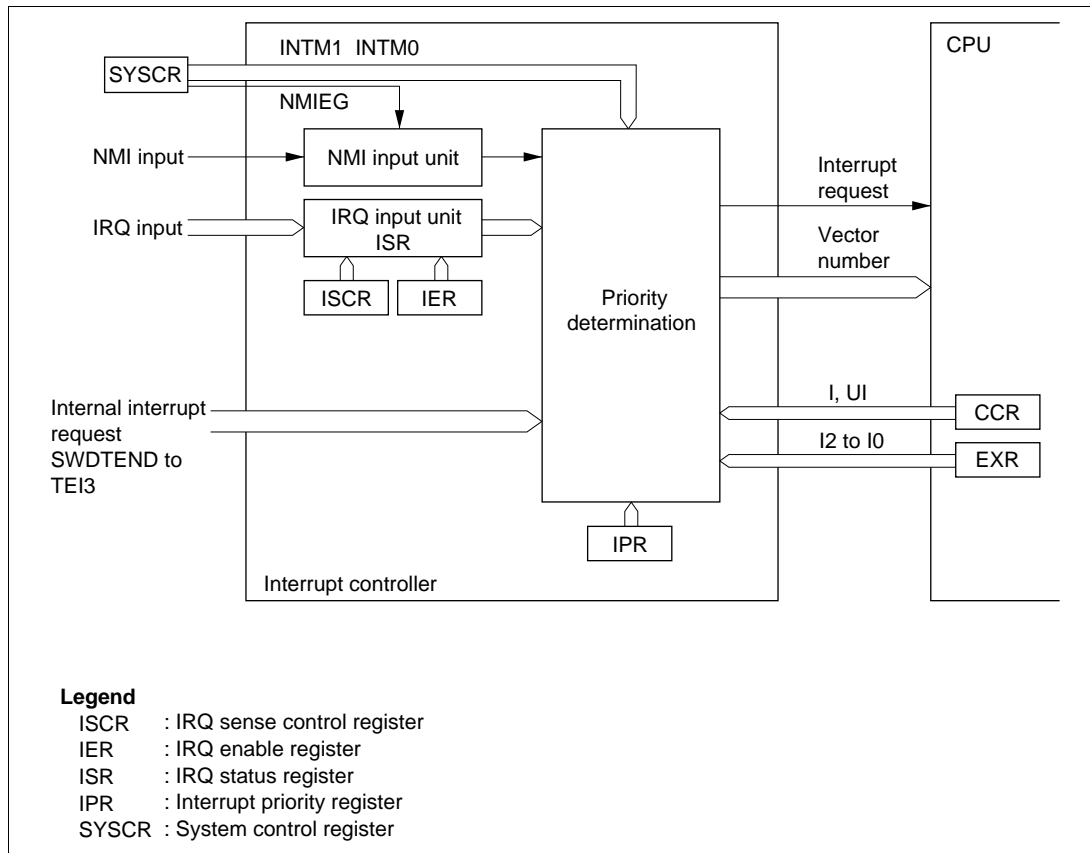 INTM1 INTM0
CPU
SYSCR
NMIEG
NMI input
NMI input unit
Interrupt
request
IRQ input
IRQ input unit
ISR
Vector
number
ISCR
IER
Priority
determination
Internal interrupt
request
SWDTEND to
TEI3
I, UI
CCR
I2 to I0
EXR
IPR
Interrupt controller
Legend
ISCR : IRQ sense control register
IER : IRQ enable register
ISR : IRQ status register
IPR : Interrupt priority register
SYSCR : System control register